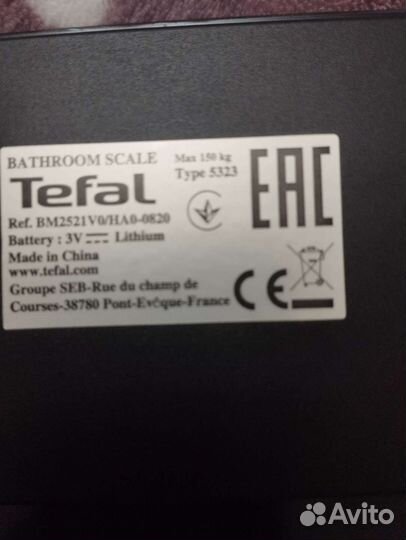 BATHROOM SCALE
Max 150 kg
Tefal
Type 5323
EAC
Ref. BM2521V0/HA0-0820
Battery : 3V Lithium
Made in China
www.tefal.com
Groupe SEB-Rue du champ de
Courses-38780 Pont-Evêque-France
CE
Avito